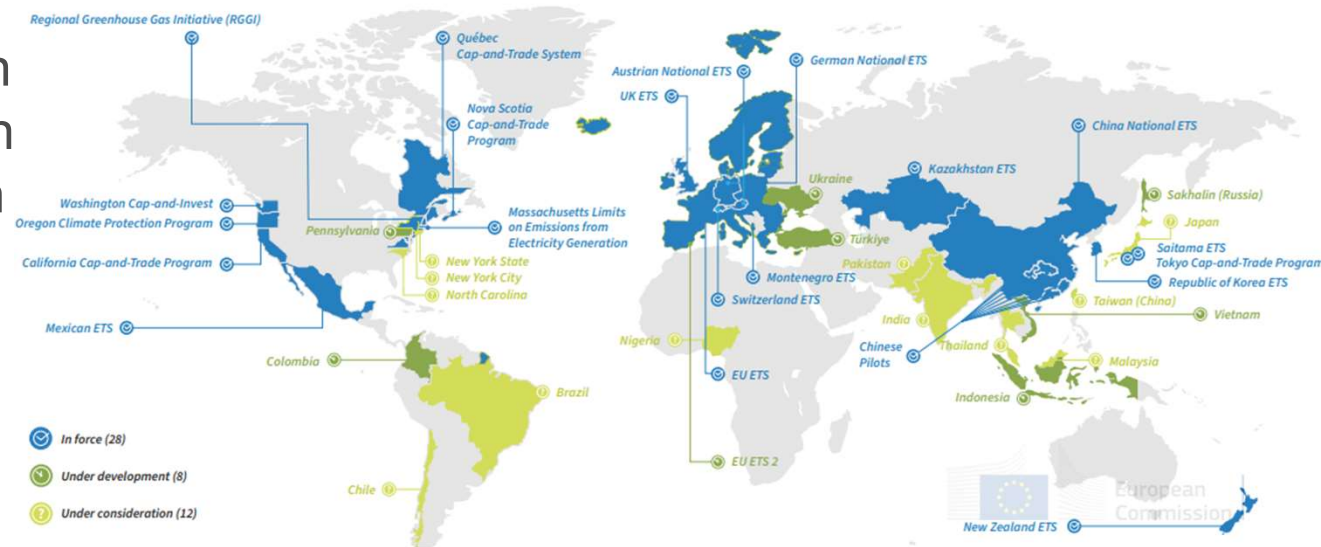 n
n
n
Regional Greenhouse Gas Initiative (RGGI)
Québec
Cap-and-Trade System
Nova Scotia
Cap-and-Trade
Program
Washington Cap-and-Invest
Oregon Climate Protection Program
California Cap-and-Trade Program
Pennsylvania
Massachusetts Limits
on Emissions from
Electricity Generation
New York State
New York City
North Carolina
Mexican ETS
Colombia
Brazil
Chile
Austrian National ETS
German National ETS
UK ETS
Ukraine
Türkiye
Montenegro ETS
Switzerland ETS
Nigeria
EU ETS
EU ETS 2
China National ETS
Kazakhstan ETS
Sakhalin (Russia)
Japan
Saitama ETS
Tokyo Cap-and-Trade Program
Republic of Korea ETS
Pakistan
India
Taiwan (China)
Vietnam
Chinese
Pilots
Thailand
Malaysia
Indonesia
New Zealand ETS
In force (28)
Under development (8)
Under consideration (12)
European
Commission